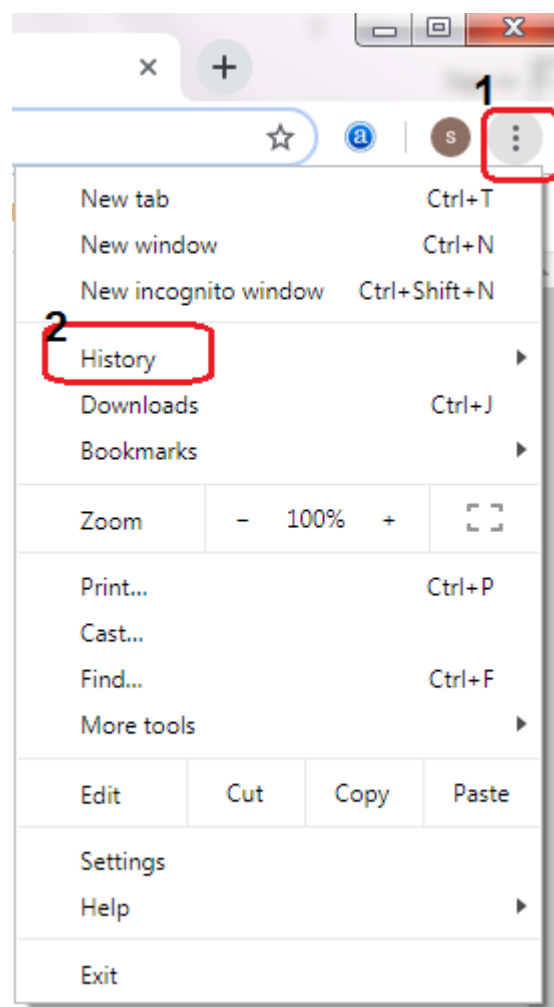 1
a
s
New tab Ctrl+T
New window Ctrl+N
New incognito window Ctrl+Shift+N
2
History
Downloads Ctrl+J
Bookmarks
Zoom - 100% +
Print... Ctrl+P
Cast...
Find... Ctrl+F
More tools
Edit Cut Copy Paste
Settings
Help
Exit